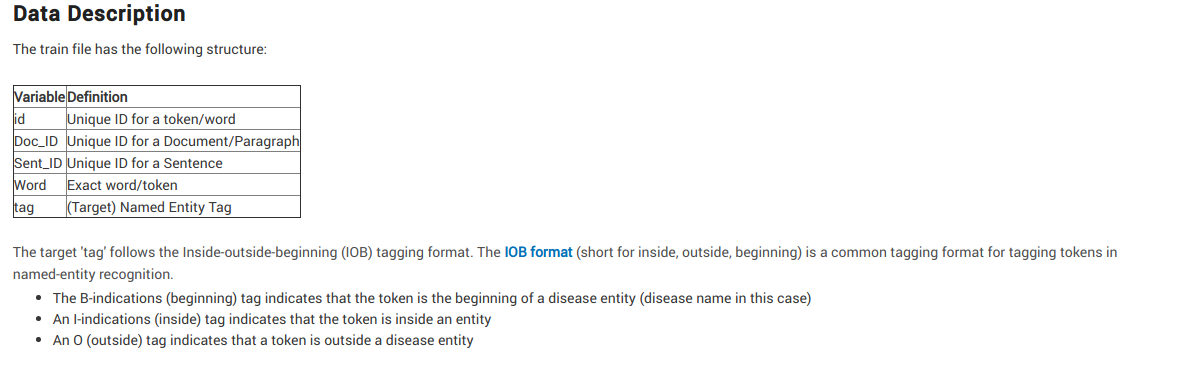 Data Description
The train file has the following structure:
Variable Definition
id Unique ID for a token/word
Doc_ID Unique ID for a Document/Paragraph
Sent_ID Unique ID for a Sentence
Word Exact word/token
tag (Target) Named Entity Tag
The target 'tag' follows the Inside-outside-beginning (IOB) tagging format. The IOB format (short for inside, outside, beginning) is a common tagging format for tagging tokens in
named-entity recognition.
• The B-indications (beginning) tag indicates that the token is the beginning of a disease entity (disease name in this case)
• An I-indications (inside) tag indicates that the token is inside an entity
• An O (outside) tag indicates that a token is outside a disease entity